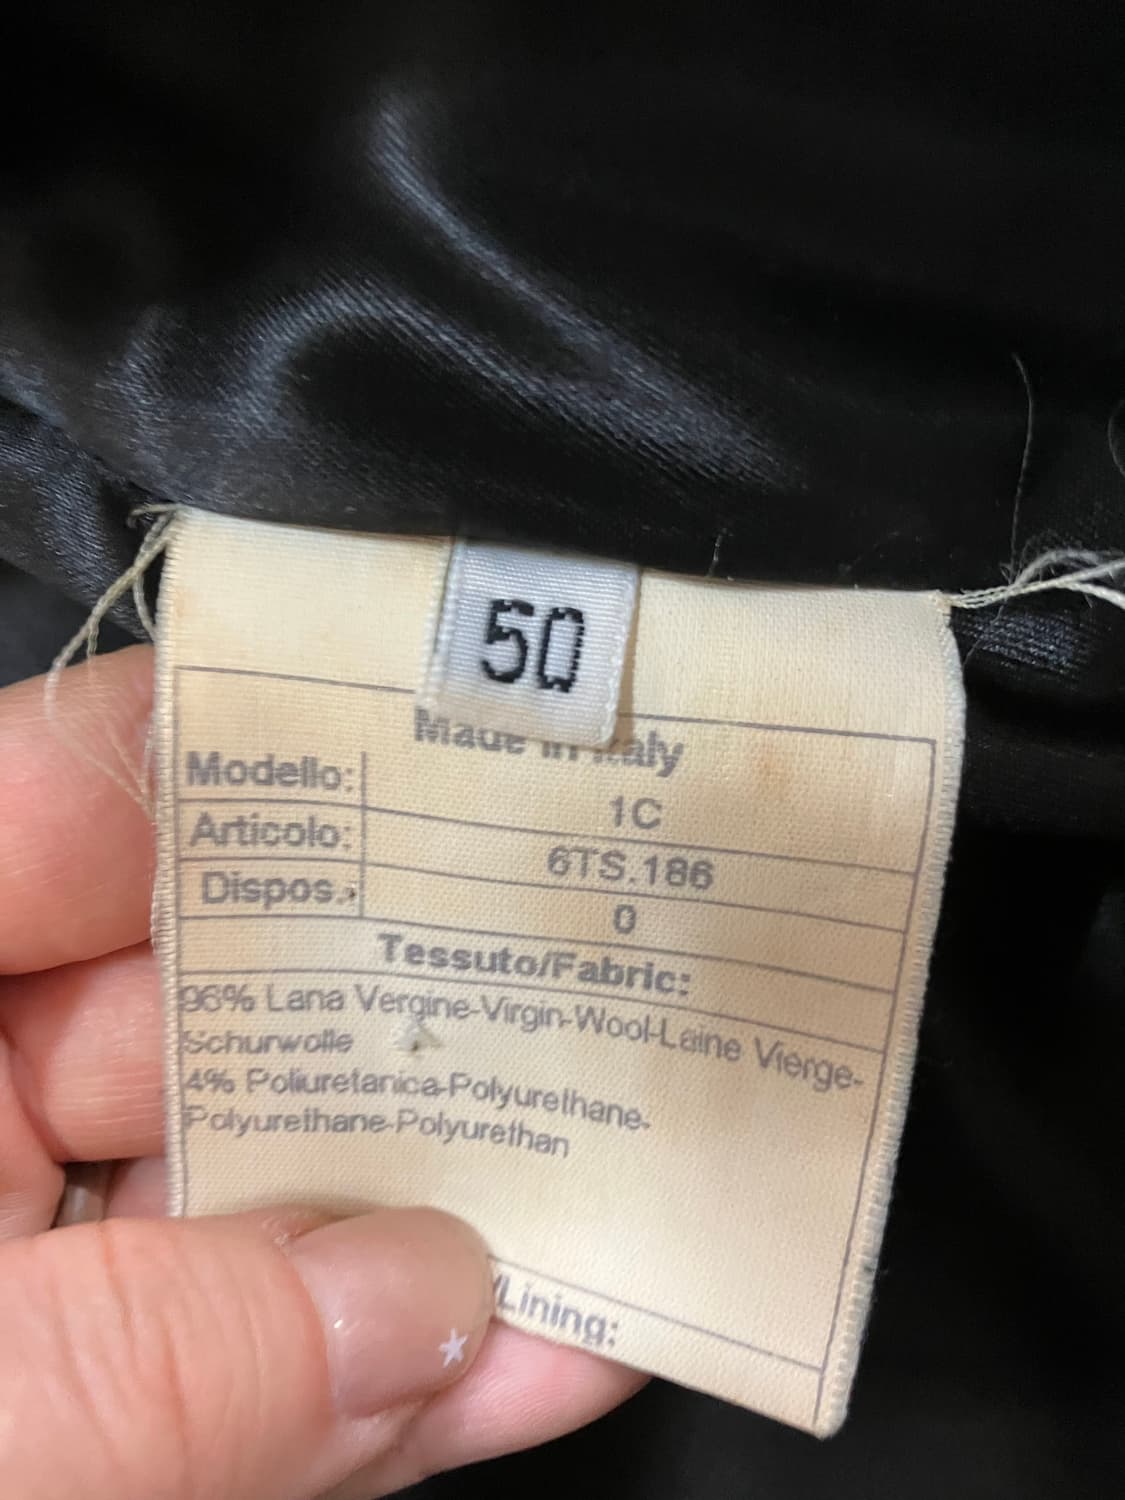 50
Made in Italy
Modello: 1C
Articolo: 6TS.186
Dispos.: 0
Tessuto/Fabric:
96% Lana Vergine-Virgin-Wool-Laine Vierge-
Schurwolle
4% Poliuretanica-Polyurethane-
Polyurethane-Polyurethan
/Lining: